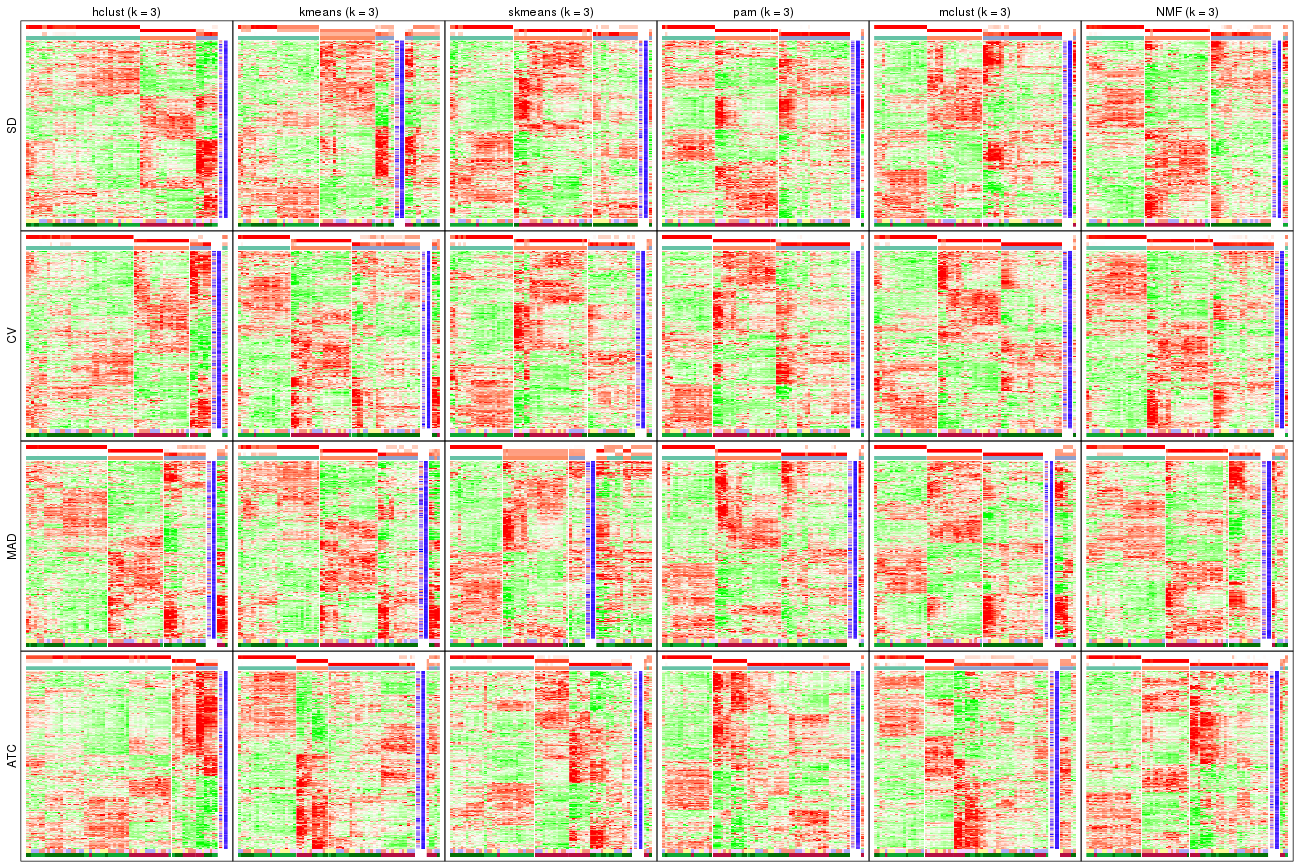 hclust (k = 3) kmeans (k = 3) skmeans (k = 3) pam (k = 3) mclust (k = 3) NMF (k = 3)
SD
CV
MAD
ATC